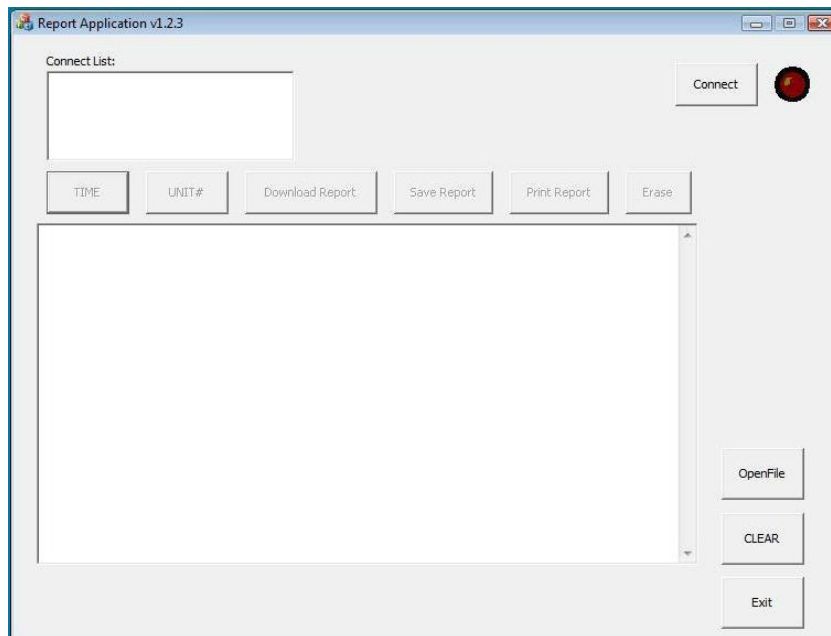 Report Application v1.2.3
Connect List:
Connect
TIME
UNIT#
Download Report
Save Report
Print Report
Erase
OpenFile
CLEAR
Exit